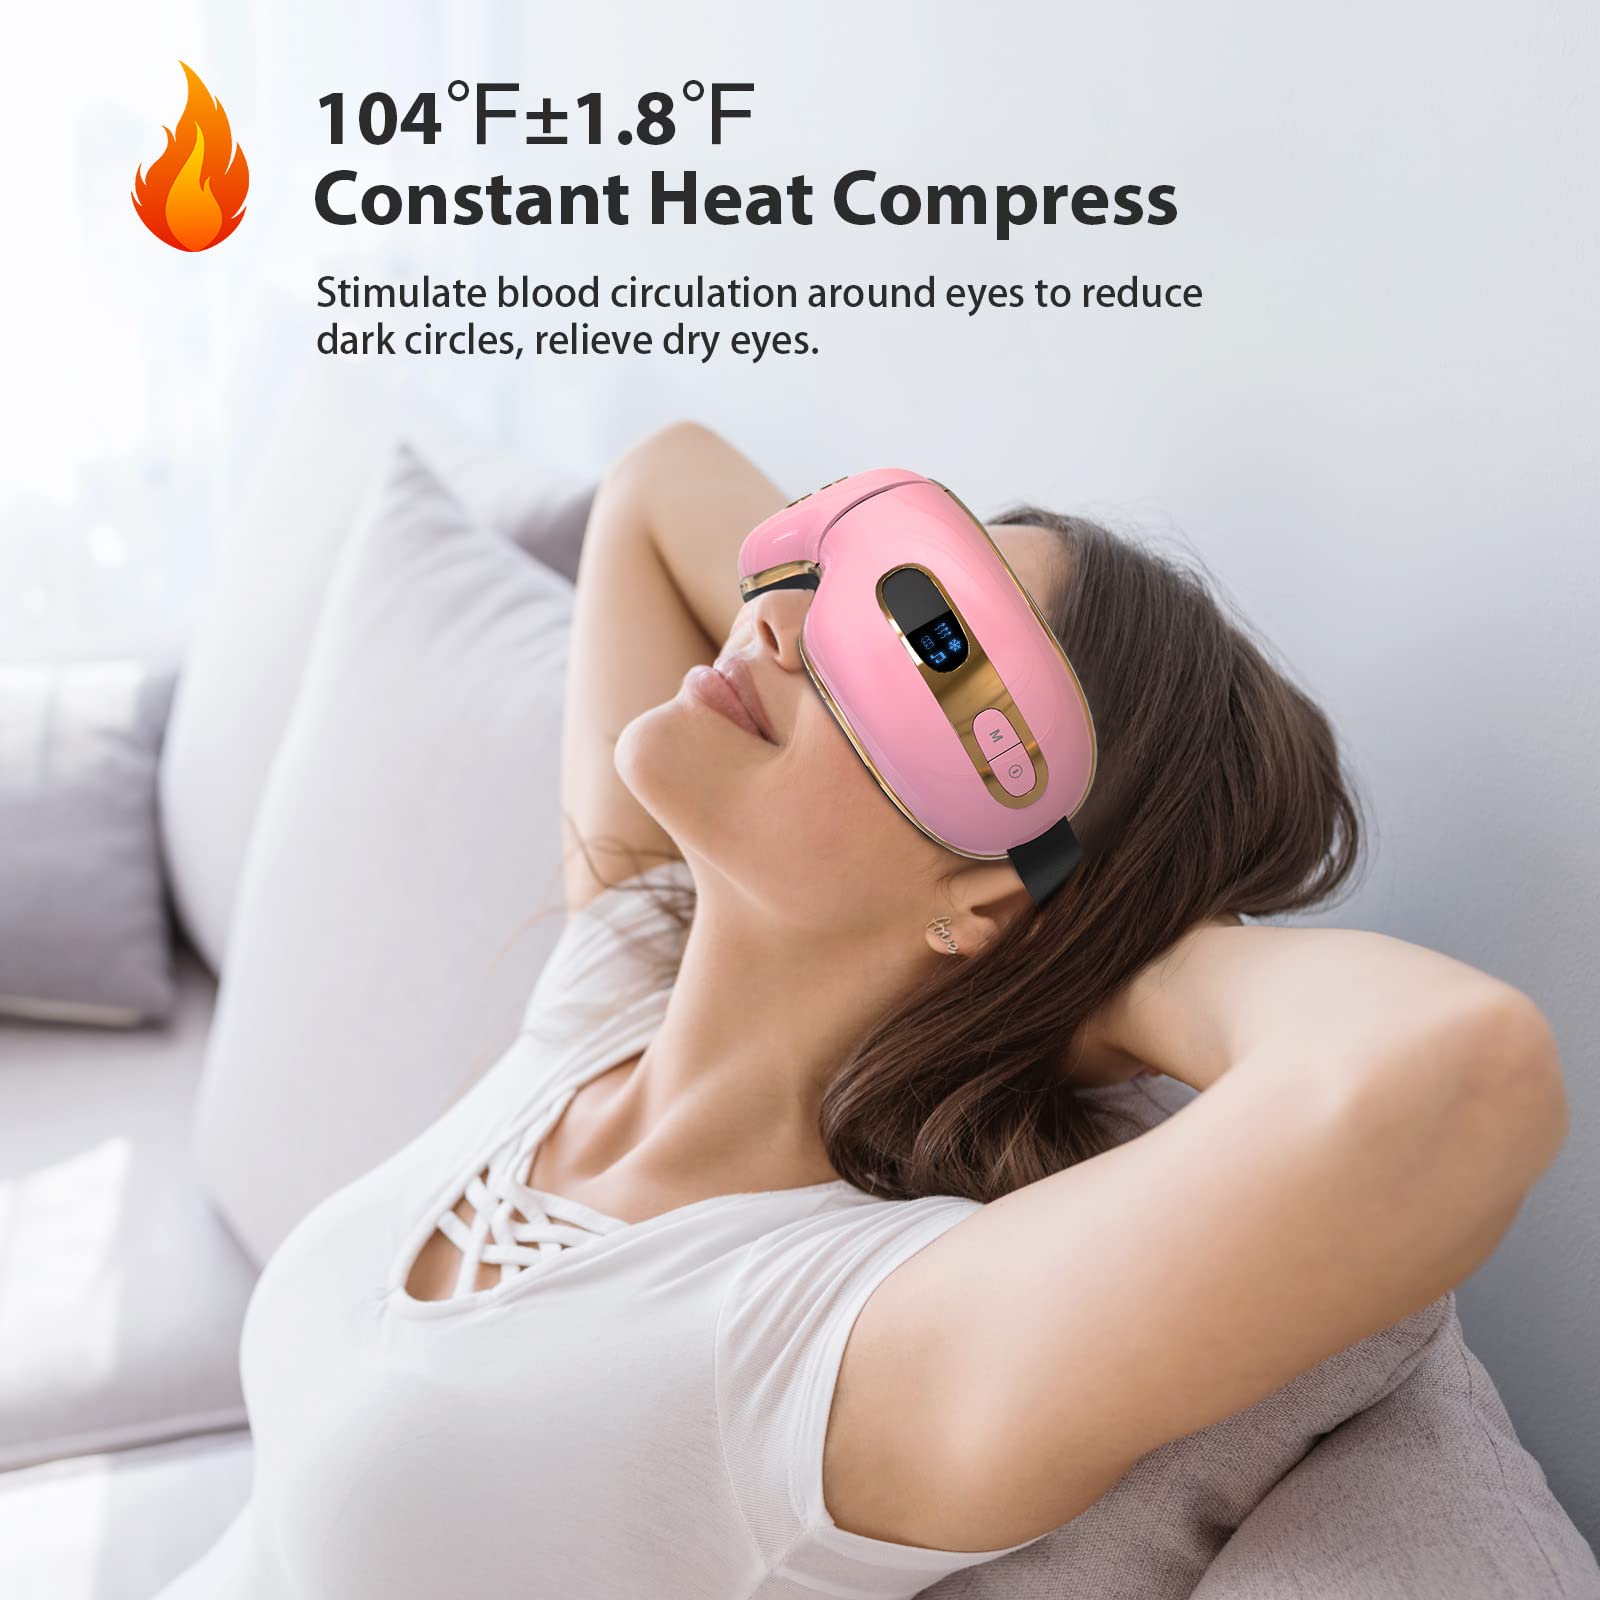 104°F±1.8°F
Constant Heat Compress
Stimulate blood circulation around eyes to reduce
dark circles, relieve dry eyes.
M